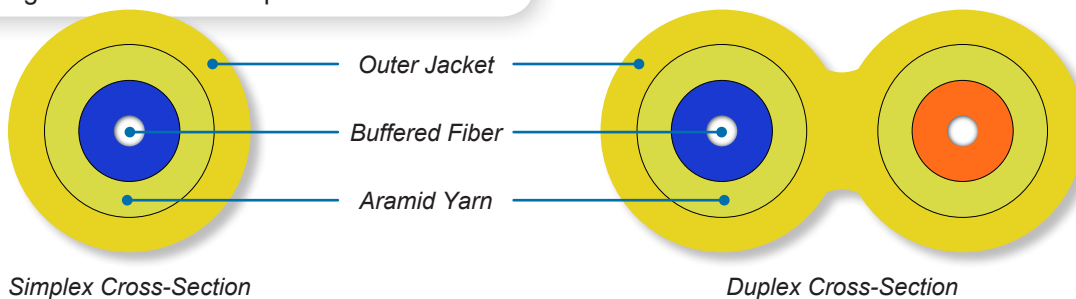 Outer Jacket
Buffered Fiber
Aramid Yarn
Simplex Cross-Section
Duplex Cross-Section